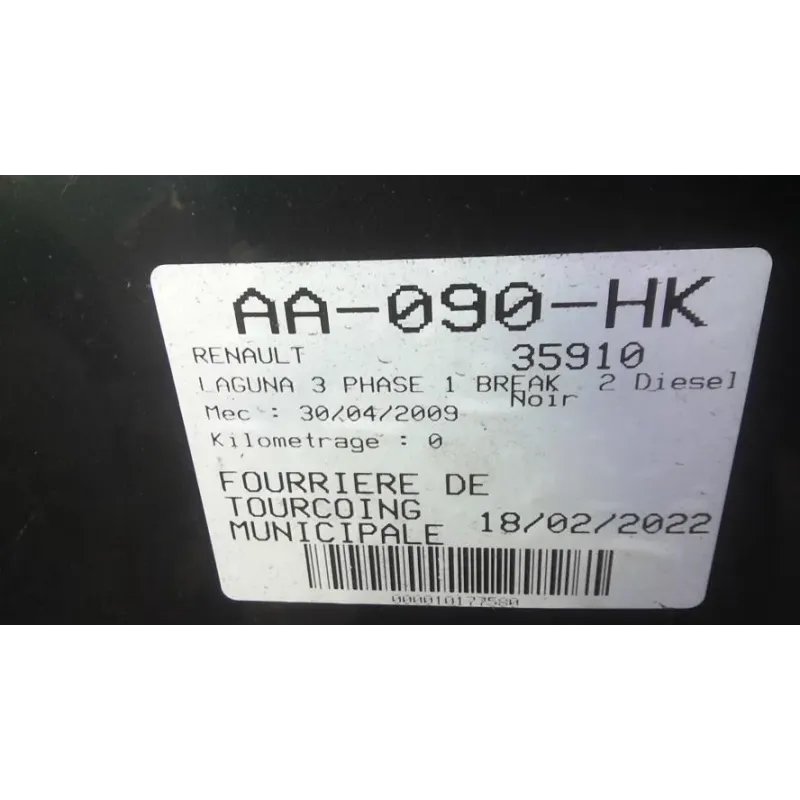 AA-090-HK
RENAULT 35910
LAGUNA 3 PHASE 1 BREAK 2 Diesel
Noir
Mec : 30/04/2009
Kilometrage : 0
FOURRIERE DE
TOURCOING
MUNICIPALE 18/02/2022
000010177580